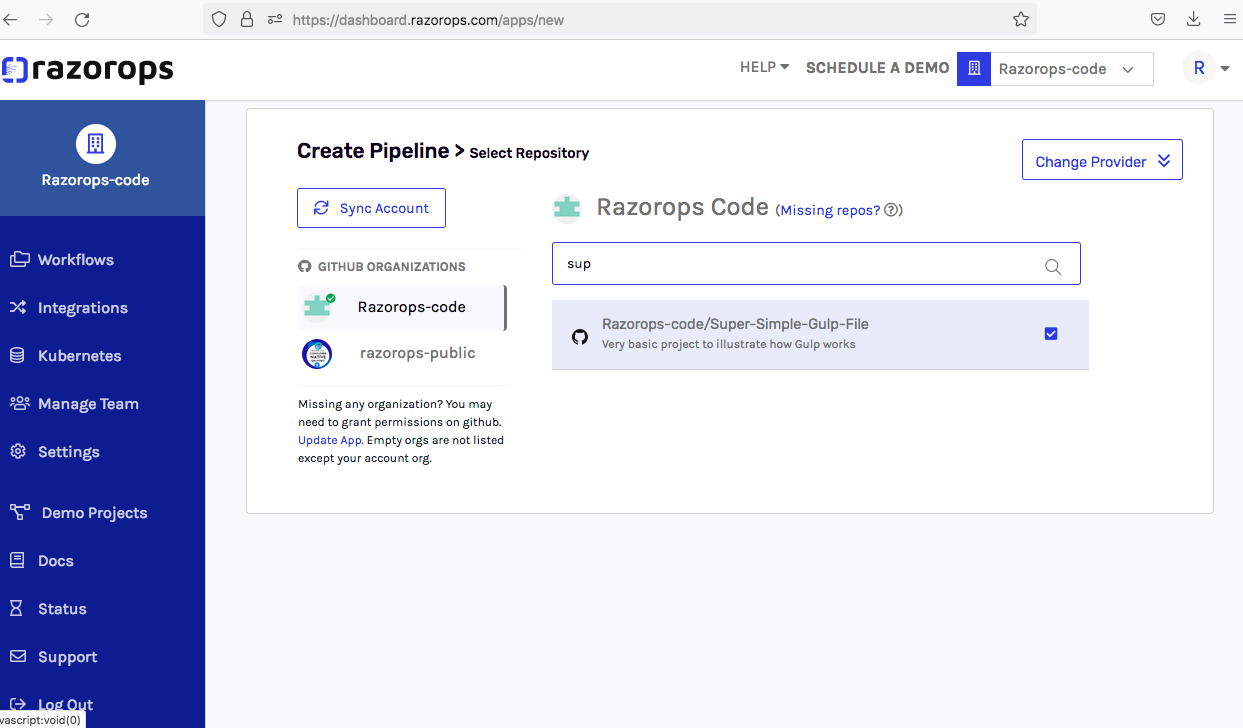 https://dashboard.razorops.com/apps/new
razorops
HELP
SCHEDULE A DEMO
Razorops-code
R
Razorops-code
Workflows
Integrations
Kubernetes
Manage Team
Settings
Demo Projects
Docs
Status
Support
Log Out
vascript:void(0)
Create Pipeline > Select Repository
Change Provider
Sync Account
GITHUB ORGANIZATIONS
Razorops-code
razorops-public
Missing any organization? You may
need to grant permissions on github.
Update App. Empty orgs are not listed
except your account org.
Razorops Code (Missing repos? ?)
sup
Razorops-code/Super-Simple-Gulp-File
Very basic project to illustrate how Gulp works